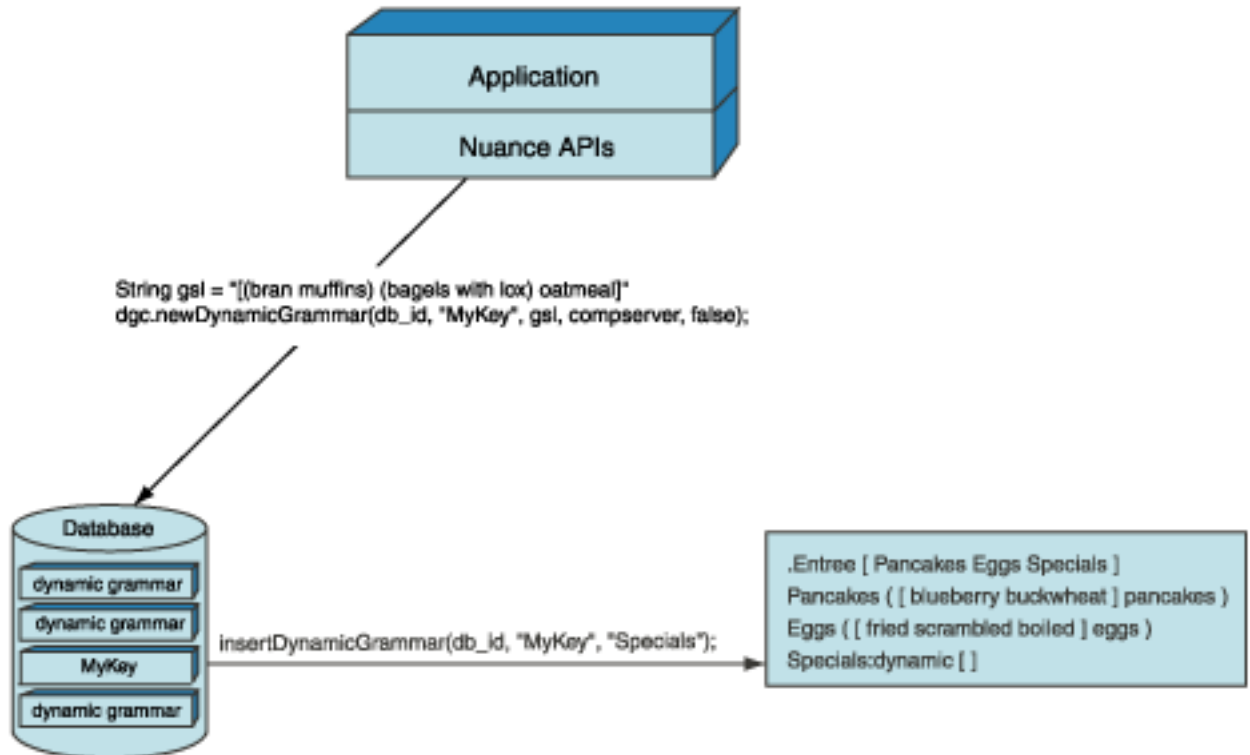 Application
Nuance APIs
String gsl = "[(bran muffins) (bagels with lox) oatmeal]"
dgc.newDynamicGrammar(db_id, "MyKey", gsl, compserver, false);
Database
dynamic grammar
dynamic grammar
MyKey
dynamic grammar
insertDynamicGrammar(db_id, "MyKey", "Specials");
.Entree [ Pancakes Eggs Specials ]
Pancakes ( [ blueberry buckwheat ] pancakes )
Eggs ( [ fried scrambled boiled ] eggs )
Specials:dynamic [ ]